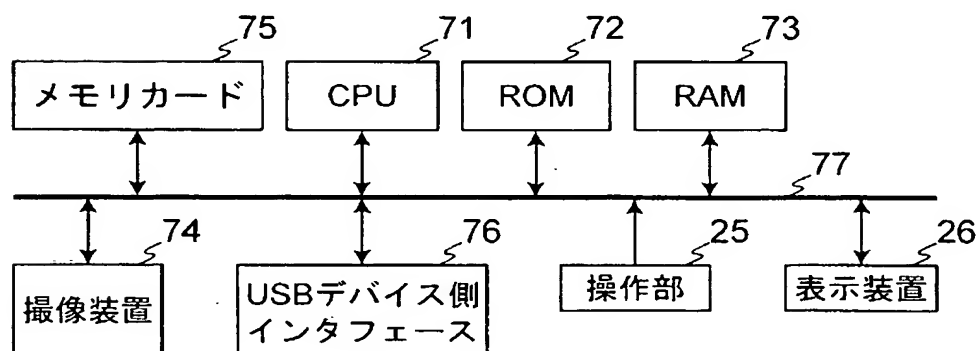 75
71
72
73
メモリカード
CPU
ROM
RAM
77
74
76
25
26
撮像装置
USBデバイス側
インタフェース
操作部
表示装置